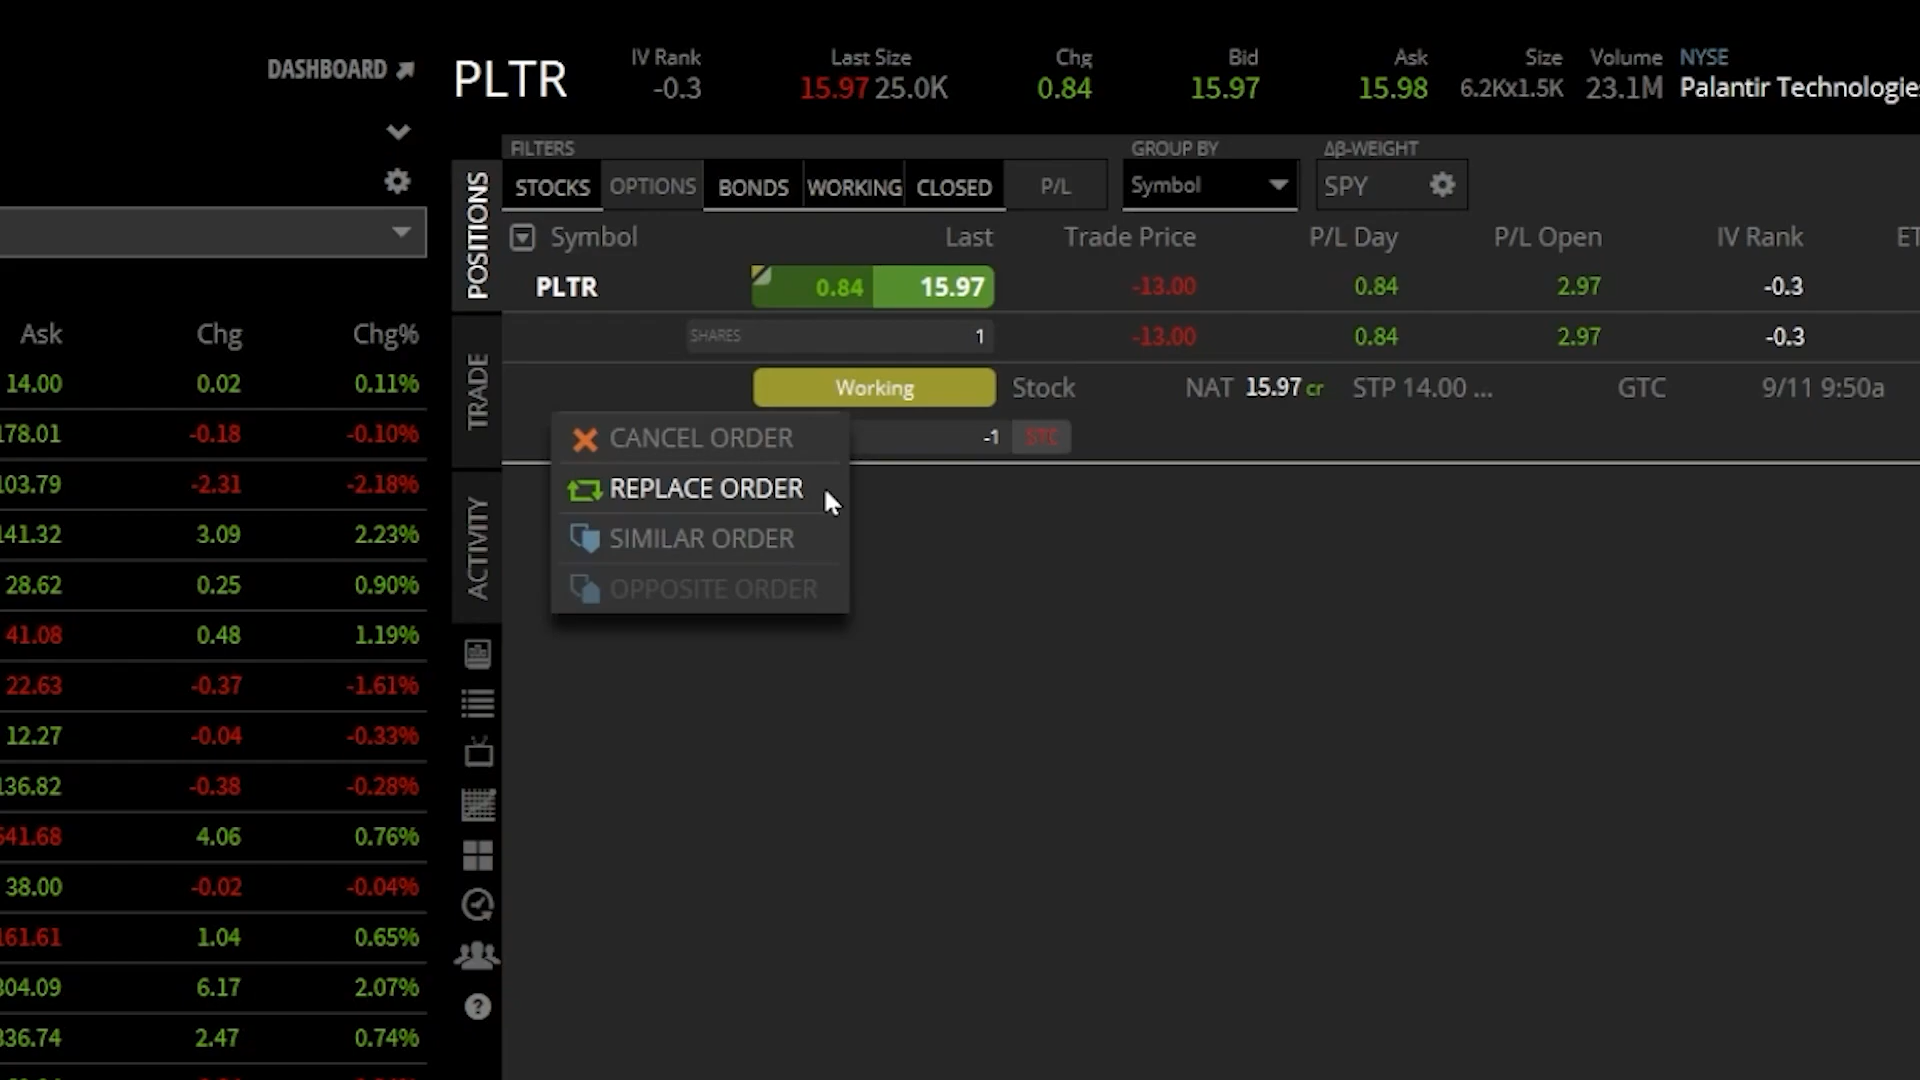 DASHBOARD
PLTR
IV Rank
-0.3
Last Size
15.97 25.0K
Chg
0.84
Bid
15.97
Ask
15.98
Size
6.2Kx1.5K
Volume
23.1M
NYSE
Palantir Technologies
FILTERS
STOCKS OPTIONS BONDS WORKING CLOSED P/L
GROUP BY
Symbol
Δβ-WEIGHT
SPY
POSITIONS
TRADE
ACTIVITY
Symbol Last Trade Price P/L Day P/L Open IV Rank ET
PLTR 0.84 15.97 -13.00 0.84 2.97 -0.3
SHARES 1 -13.00 0.84 2.97 -0.3
Working Stock NAT 15.97 cr STP 14.00 ... GTC 9/11 9:50a
-1 STC
CANCEL ORDER
REPLACE ORDER
SIMILAR ORDER
OPPOSITE ORDER
Ask Chg Chg%
14.00 0.02 0.11%
178.01 -0.18 -0.10%
103.79 -2.31 -2.18%
141.32 3.09 2.23%
28.62 0.25 0.90%
41.08 0.48 1.19%
22.63 -0.37 -1.61%
12.27 -0.04 -0.33%
136.82 -0.38 -0.28%
541.68 4.06 0.76%
38.00 -0.02 -0.04%
161.61 1.04 0.65%
304.09 6.17 2.07%
336.74 2.47 0.74%